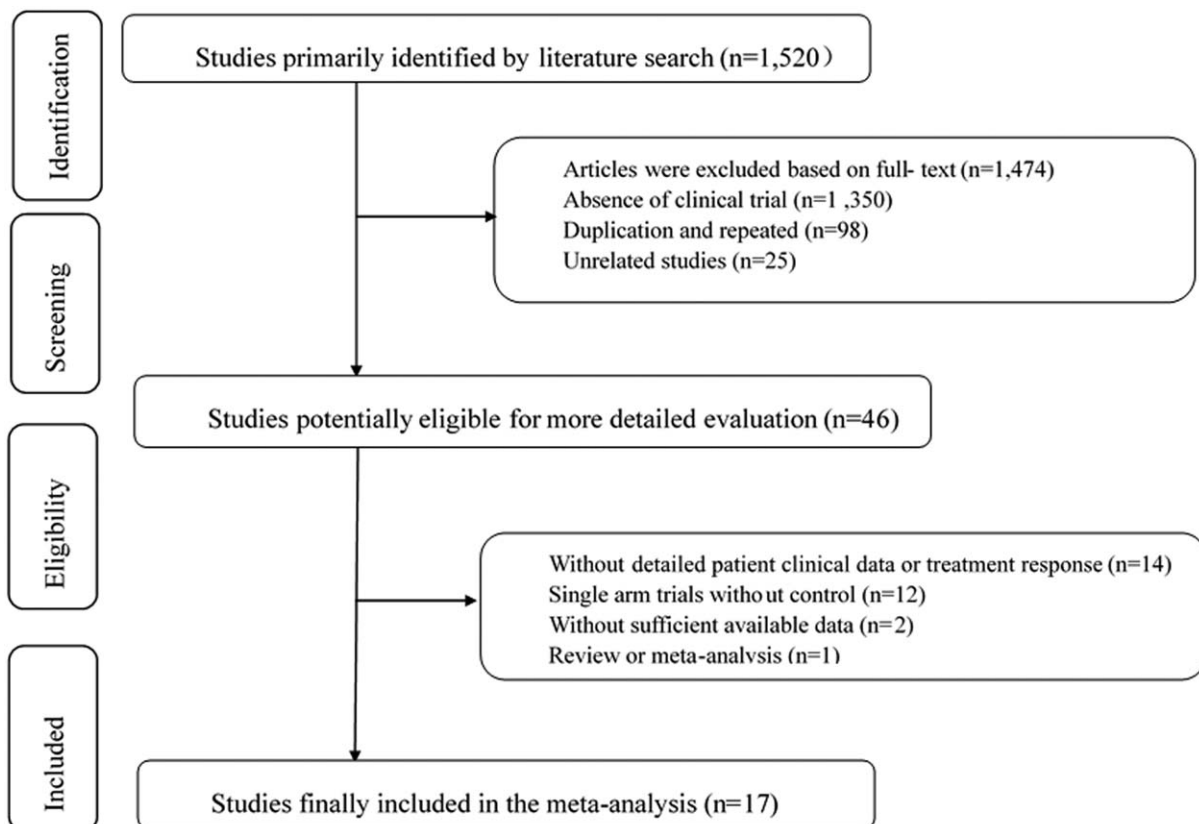 Identification
Studies primarily identified by literature search (n=1,520）
Articles were excluded based on full- text (n=1,474)
Absence of clinical trial (n=1 ,350)
Duplication and repeated (n=98)
Unrelated studies (n=25)
Screening
Studies potentially eligible for more detailed evaluation (n=46)
Eligibility
Without detailed patient clinical data or treatment response (n=14)
Single arm trials without control (n=12)
Without sufficient available data (n=2)
Review or meta-analysis (n=1)
Included
Studies finally included in the meta-analysis (n=17)